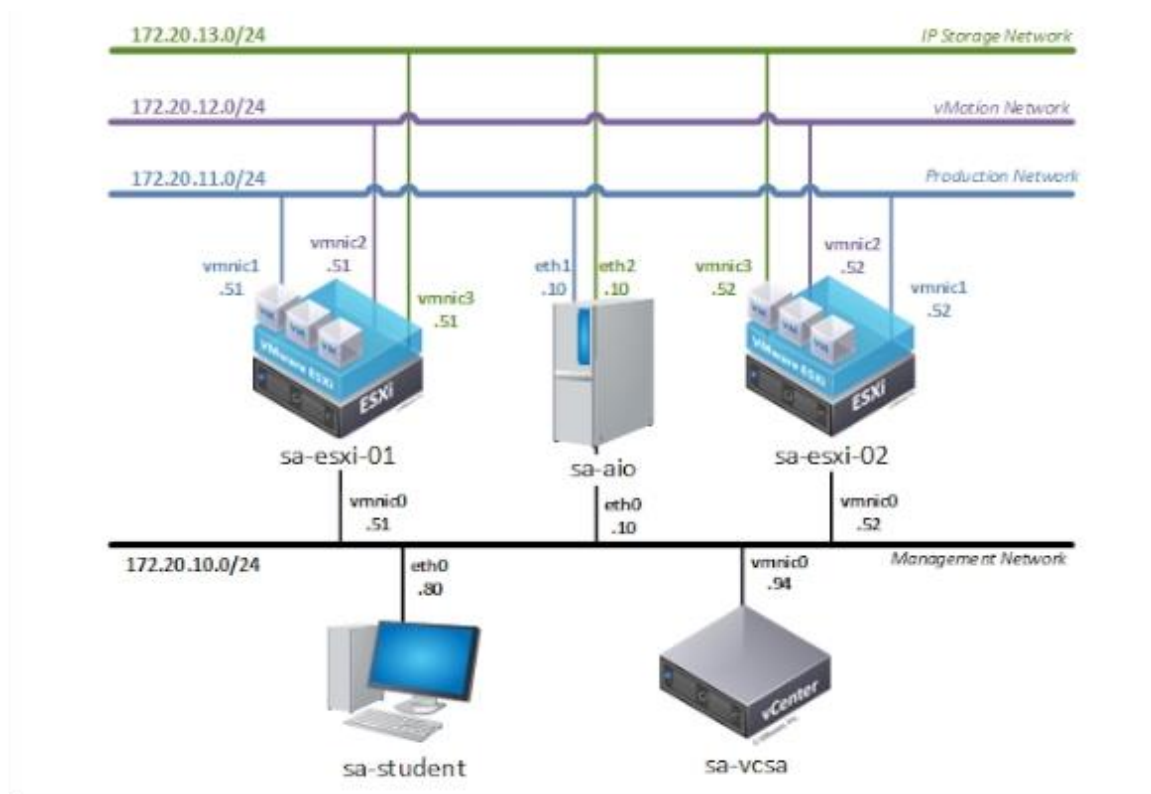 172.20.13.0/24
IP Storage Network
172.20.12.0/24
vMotion Network
172.20.11.0/24
Production Network
vmnic1
.51
vmnic2
.51
vmnic3
.51
eth1
.10
eth2
.10
vmnic3
.52
vmnic2
.52
vmnic1
.52
VM
VM
VM
VMware ESXi
ESXi
VM
VM
VM
VMware ESXi
ESXi
sa-esxi-01
sa-aio
sa-esxi-02
vmnic0
.51
eth0
.10
vmnic0
.52
172.20.10.0/24
Management Network
eth0
.80
vmnic0
.94
vCenter
sa-student
sa-vcsa